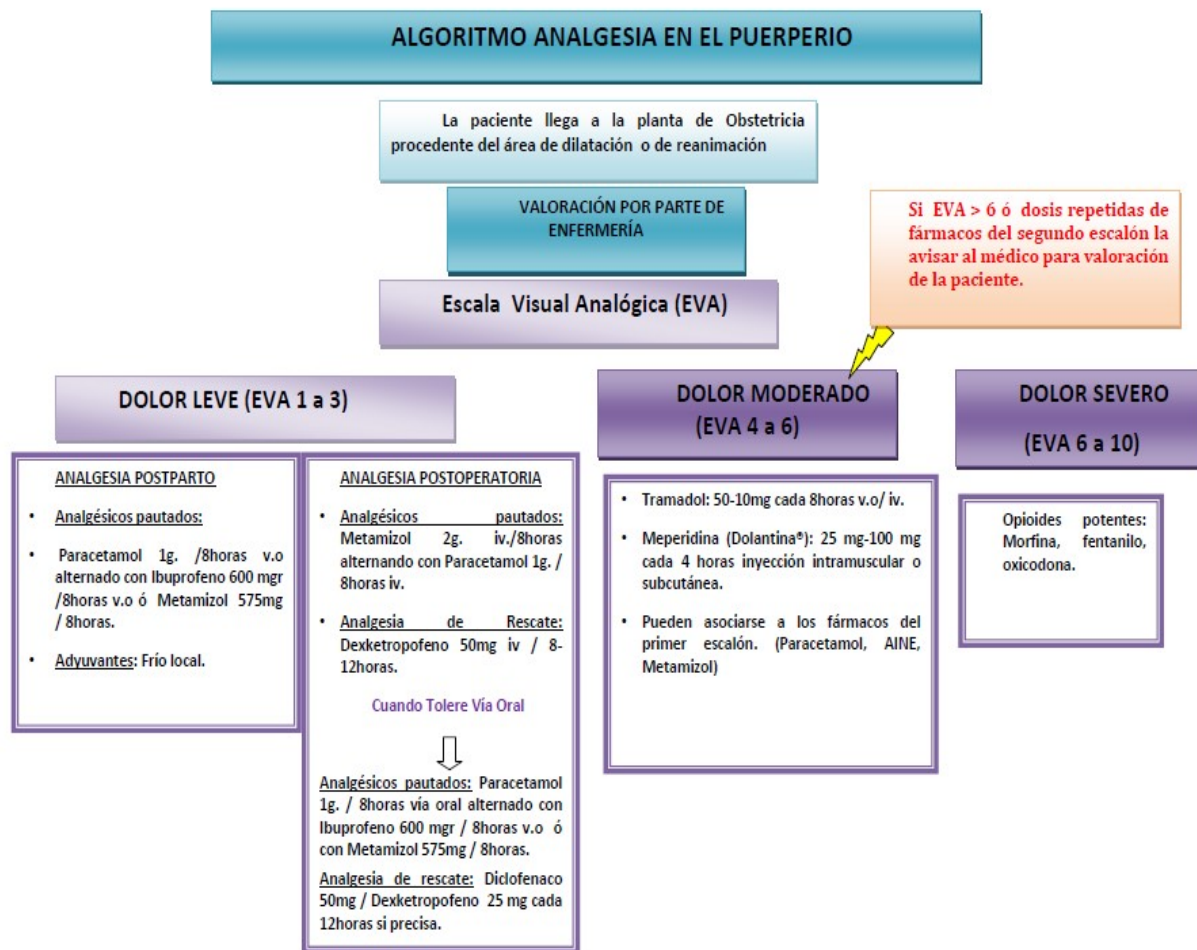 ALGORITMO ANALGESIA EN EL PUERPERIO
La paciente llega a la planta de Obstetricia
procedente del área de dilatación o de reanimación
VALORACIÓN POR PARTE DE
ENFERMERÍA
Si EVA > 6 ó dosis repetidas de
fármacos del segundo escalón la
avisar al médico para valoración
de la paciente.
Escala Visual Analógica (EVA)
DOLOR LEVE (EVA 1 a 3)
ANALGESIA POSTPARTO
• Analgésicos pautados:
• Paracetamol 1g. /8horas v.o
alternado con Ibuprofeno 600 mgr
/8horas v.o ó Metamizol 575mg
/ 8horas.
• Adyuvantes: Frío local.
ANALGESIA POSTOPERATORIA
• Analgésicos pautados:
Metamizol 2g. iv./8horas
alternando con Paracetamol 1g. /
8horas iv.
• Analgesia de Rescate:
Dexketropofeno 50mg iv / 8-
12horas.
Cuando Tolere Vía Oral
Analgésicos pautados: Paracetamol
1g. / 8horas vía oral alternado con
Ibuprofeno 600 mgr / 8horas v.o ó
con Metamizol 575mg / 8horas.
Analgesia de rescate: Diclofenaco
50mg / Dexketropofeno 25 mg cada
12horas si precisa.
DOLOR MODERADO
(EVA 4 a 6)
• Tramadol: 50-10mg cada 8horas v.o/ iv.
• Meperidina (Dolantina®): 25 mg-100 mg
cada 4 horas inyección intramuscular o
subcutánea.
• Pueden asociarse a los fármacos del
primer escalón. (Paracetamol, AINE,
Metamizol)
DOLOR SEVERO
(EVA 6 a 10)
Opioides potentes:
Morfina, fentanilo,
oxicodona.